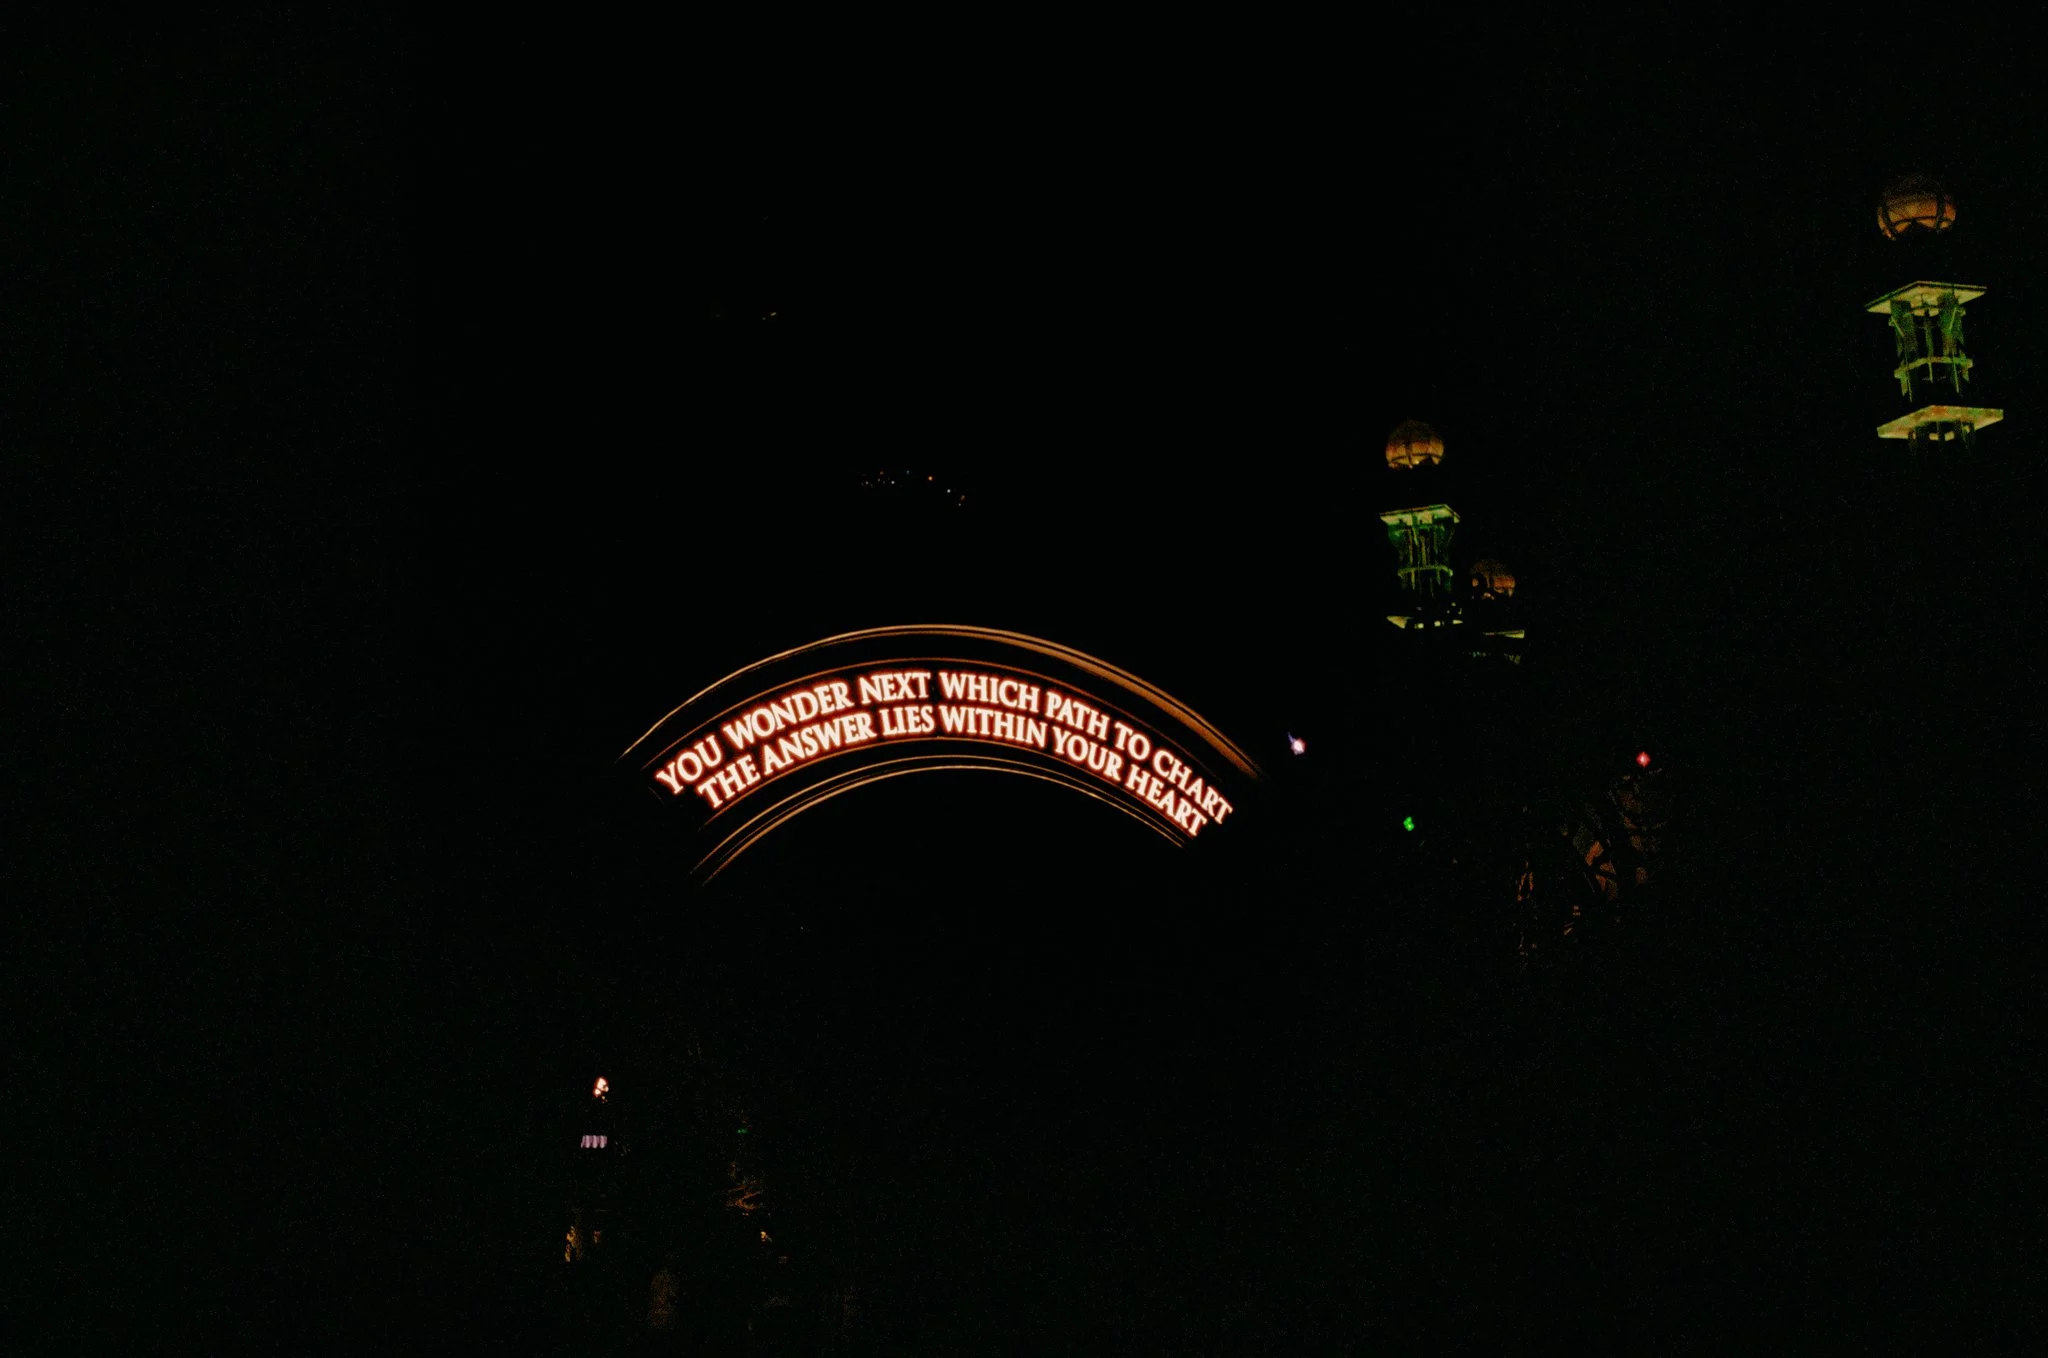 YOU WONDER NEXT WHICH PATH TO CHART
THE ANSWER LIES WITHIN YOUR HEART